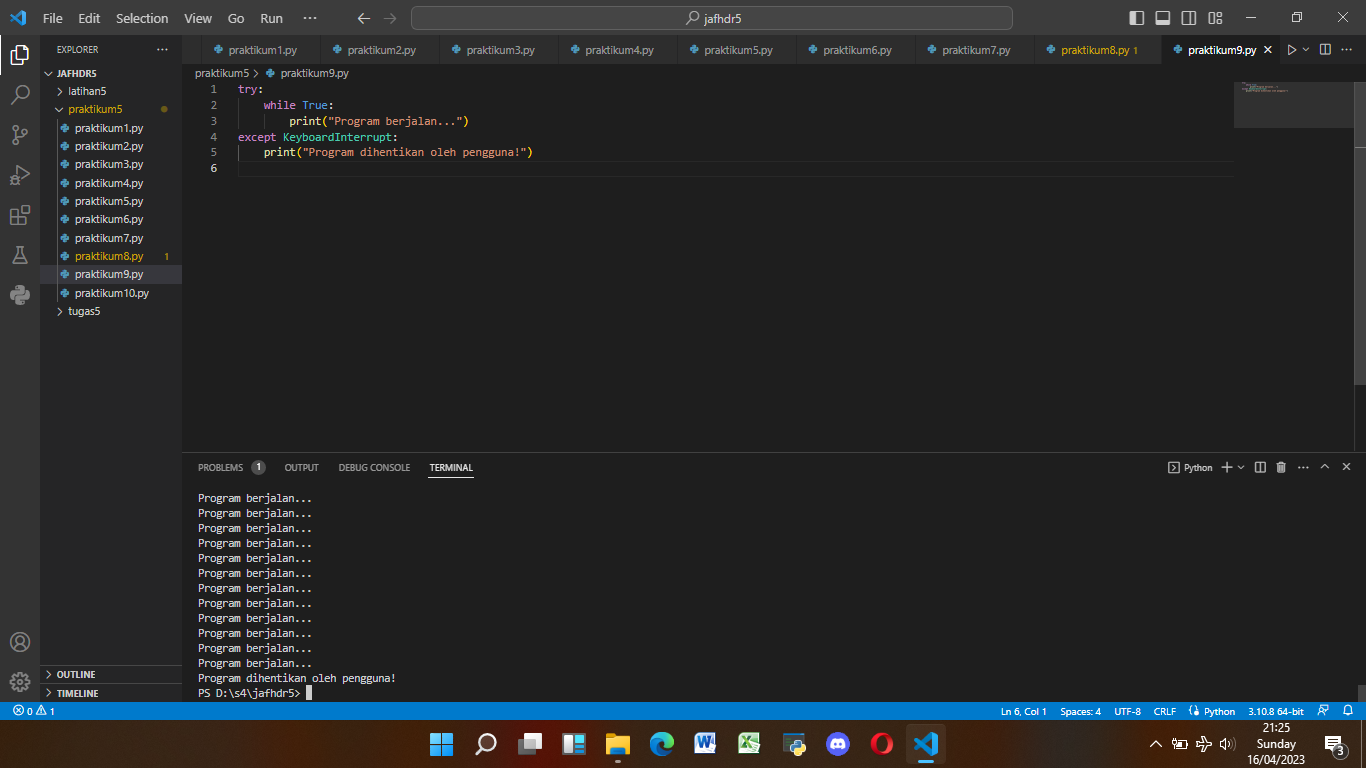 File Edit Selection View Go Run ··· jafhdr5
EXPLORER ···
praktikum1.py praktikum2.py praktikum3.py praktikum4.py praktikum5.py praktikum6.py praktikum7.py praktikum8.py 1 praktikum9.py
JAFHDR5
latihan5
praktikum5
praktikum1.py
praktikum2.py
praktikum3.py
praktikum4.py
praktikum5.py
praktikum6.py
praktikum7.py
praktikum8.py 1
praktikum9.py
praktikum10.py
tugas5
OUTLINE
TIMELINE
praktikum5 > praktikum9.py
1 try:
2 while True:
3 print("Program berjalan...")
4 except KeyboardInterrupt:
5 print("Program dihentikan oleh pengguna!")
6
PROBLEMS 1 OUTPUT DEBUG CONSOLE TERMINAL Python
Program berjalan...
Program berjalan...
Program berjalan...
Program berjalan...
Program berjalan...
Program berjalan...
Program berjalan...
Program berjalan...
Program berjalan...
Program berjalan...
Program berjalan...
Program berjalan...
Program dihentikan oleh pengguna!
PS D:\s4\jafhdr5>
0 1 Ln 6, Col 1 Spaces: 4 UTF-8 CRLF Python 3.10.8 64-bit
21:25
Sunday
16/04/2023
3